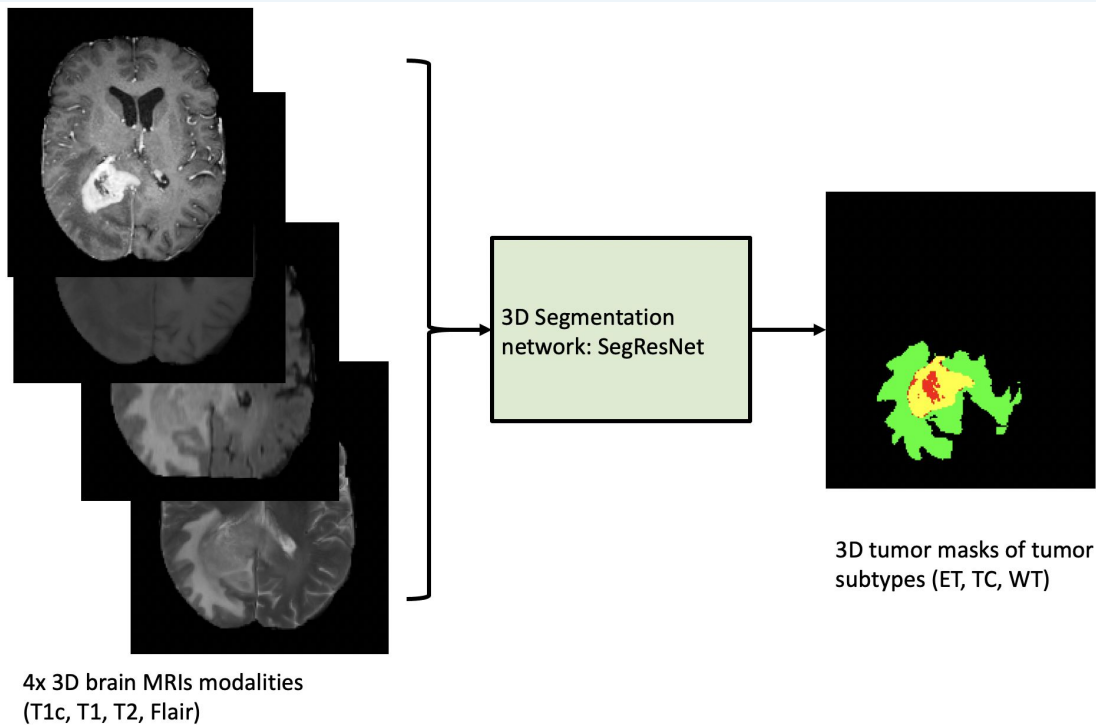 3D Segmentation
network: SegResNet
3D tumor masks of tumor
subtypes (ET, TC, WT)
4x 3D brain MRIs modalities
(T1c, T1, T2, Flair)